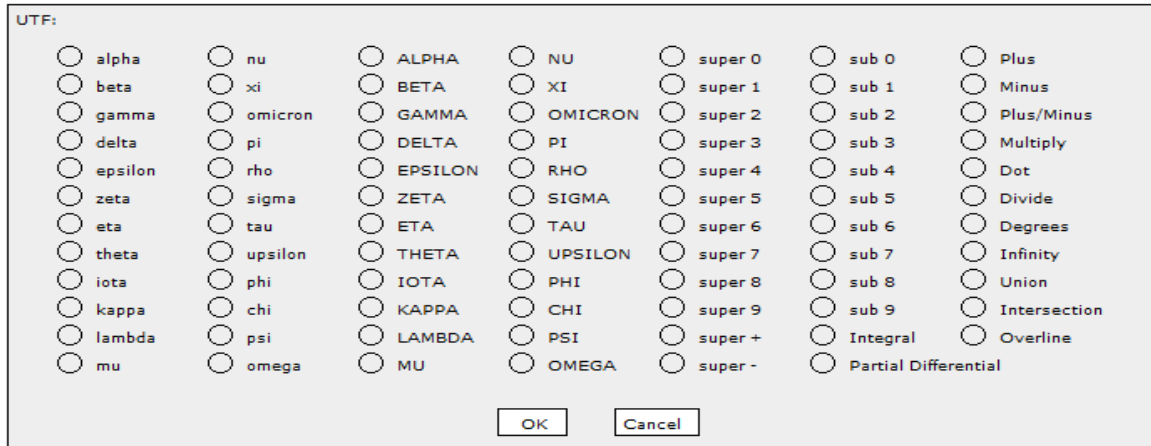 UTF:
alpha nu ALPHA NU super 0 sub 0 Plus
beta xi BETA XI super 1 sub 1 Minus
gamma omicron GAMMA OMICRON super 2 sub 2 Plus/Minus
delta pi DELTA PI super 3 sub 3 Multiply
epsilon rho EPSILON RHO super 4 sub 4 Dot
zeta sigma ZETA SIGMA super 5 sub 5 Divide
eta tau ETA TAU super 6 sub 6 Degrees
theta upsilon THETA UPSILON super 7 sub 7 Infinity
iota phi IOTA PHI super 8 sub 8 Union
kappa chi KAPPA CHI super 9 sub 9 Intersection
lambda psi LAMBDA PSI super + Integral Overline
mu omega MU OMEGA super - Partial Differential
OK Cancel